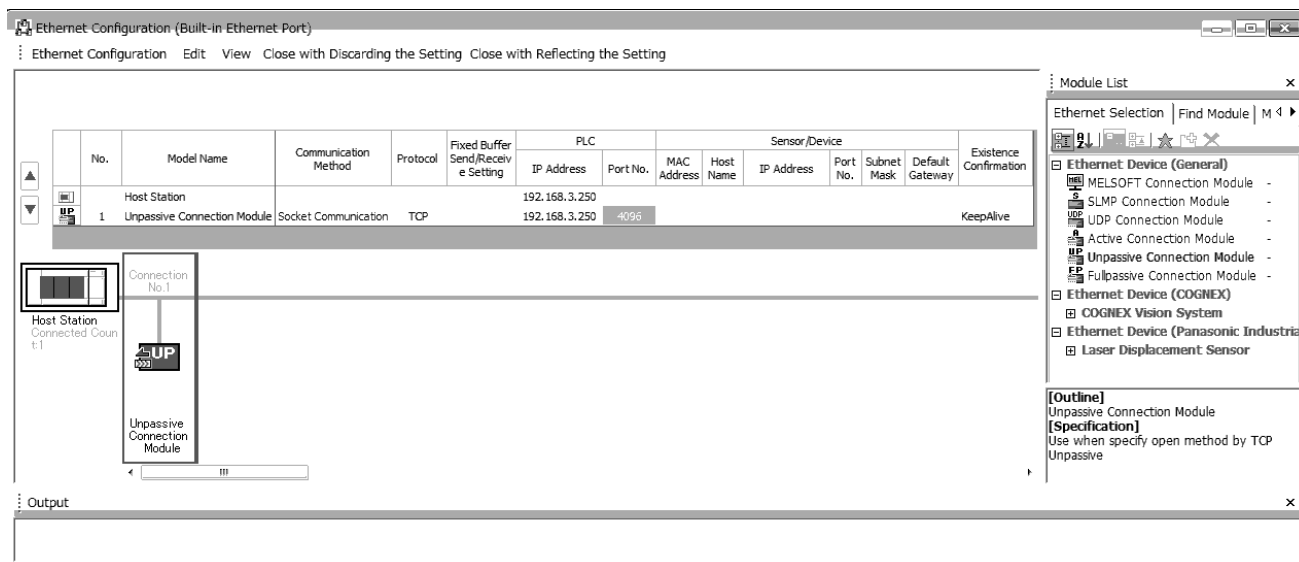 Ethernet Configuration (Built-in Ethernet Port)
Ethernet Configuration Edit View Close with Discarding the Setting Close with Reflecting the Setting
Module List
Ethernet Selection Find Module M
No. Model Name Communication Method Protocol Fixed Buffer Send/Receiv e Setting PLC Sensor/Device Existence Confirmation
IP Address Port No. MAC Address Host Name IP Address Port No. Subnet Mask Default Gateway
Host Station 192.168.3.250
UP 1 Unpassive Connection Module Socket Communication TCP 192.168.3.250 4096 KeepAlive
Connection
No.1
Host Station
Connected Coun
t:1
UP
Unpassive
Connection
Module
Ethernet Device (General)
MEL MELSOFT Connection Module -
S SLMP Connection Module -
UDP UDP Connection Module -
A Active Connection Module -
UP Unpassive Connection Module -
FP Fullpassive Connection Module -
Ethernet Device (COGNEX)
COGNEX Vision System
Ethernet Device (Panasonic Industria
Laser Displacement Sensor
[Outline]
Unpassive Connection Module
[Specification]
Use when specify open method by TCP
Unpassive
Output